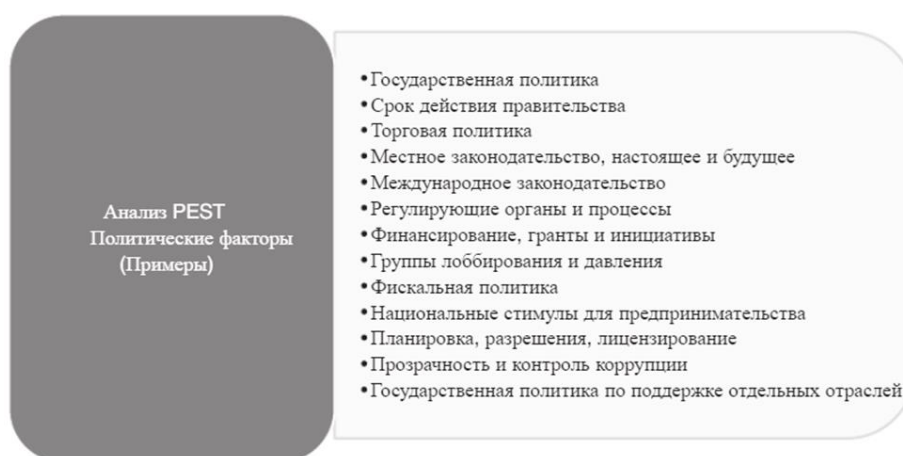 Анализ PEST
Политические факторы
(Примеры)
•Государственная политика
•Срок действия правительства
•Торговая политика
•Местное законодательство, настоящее и будущее
•Международное законодательство
•Регулирующие органы и процессы
•Финансирование, гранты и инициативы
•Группы лоббирования и давления
•Фискальная политика
•Национальные стимулы для предпринимательства
•Планировка, разрешения, лицензирование
•Прозрачность и контроль коррупции
•Государственная политика по поддержке отдельных отраслей